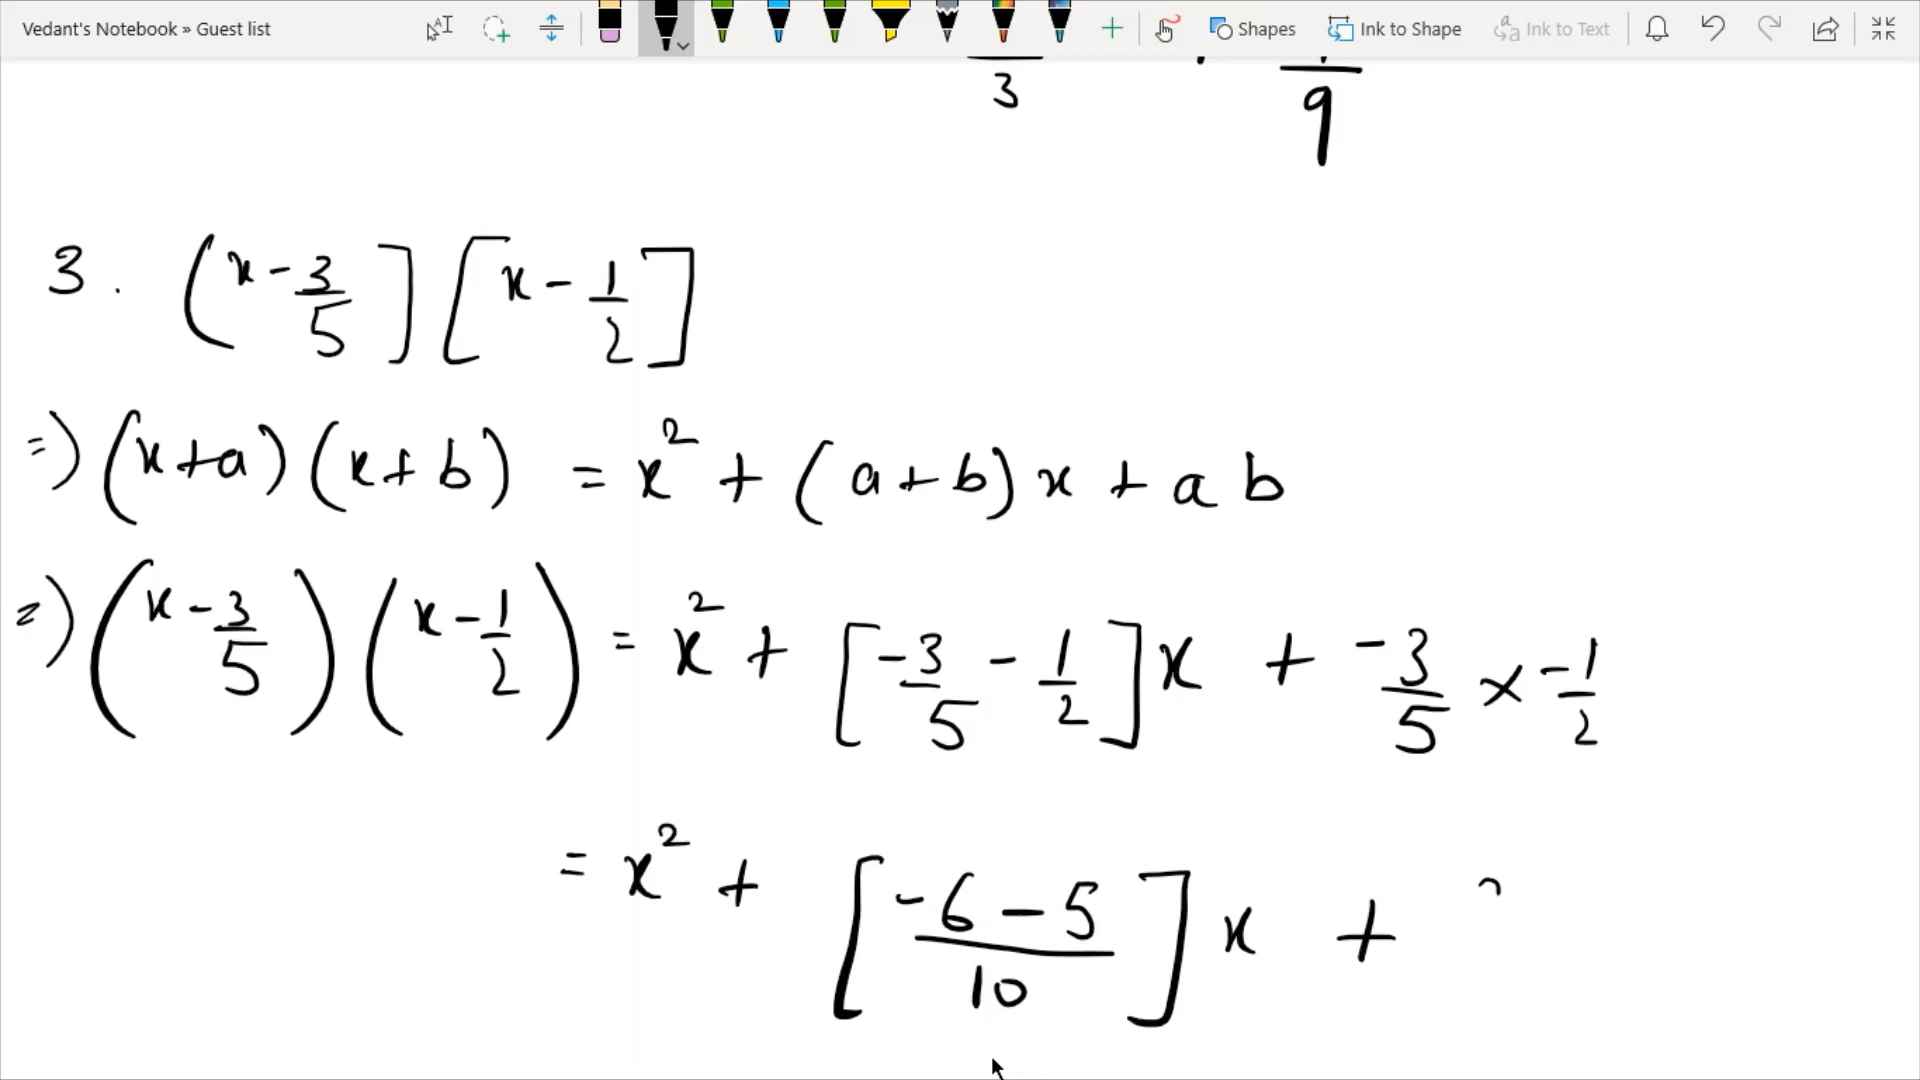 Vedant's Notebook » Guest list
Shapes
Ink to Shape
Ink to Text
3 9
3. (x - 3/5] [x - 1/2]
=) (x+a) (x+b) = x² + (a+b) x + a b
=) (x - 3/5) (x - 1/2) = x² + [-3/5 - 1/2] x + -3/5 × -1/2
= x² + [-6 - 5/10] x +